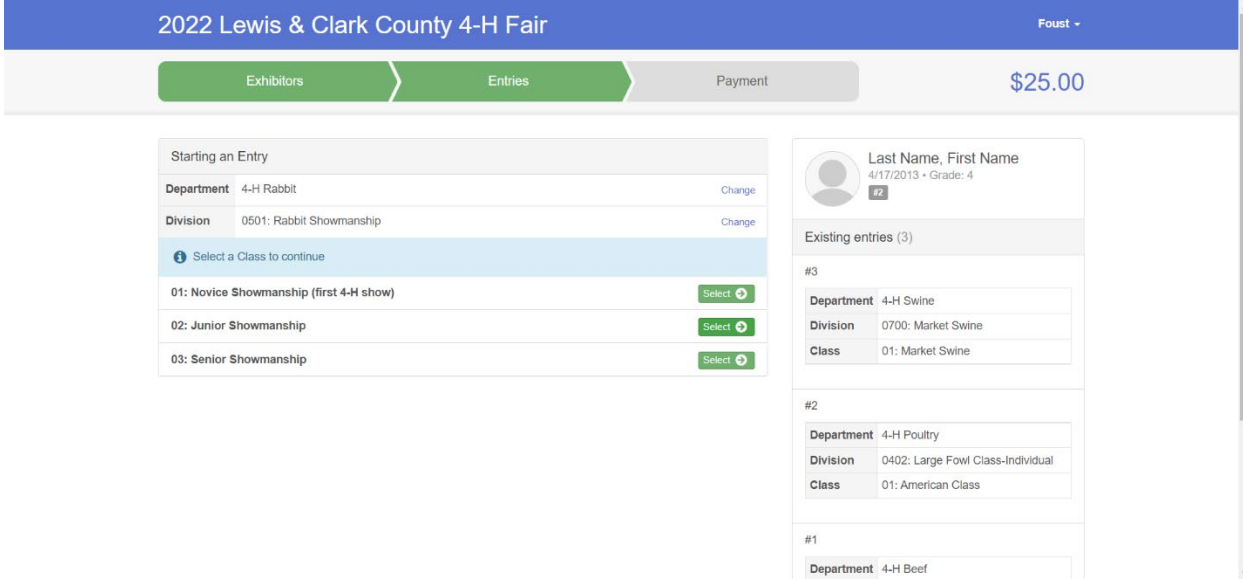 2022 Lewis & Clark County 4-H Fair
Foust
Exhibitors
Entries
Payment
$25.00
Starting an Entry
Department 4-H Rabbit Change
Division 0501: Rabbit Showmanship Change
Select a Class to continue
01: Novice Showmanship (first 4-H show) Select
02: Junior Showmanship Select
03: Senior Showmanship Select
Last Name, First Name
4/17/2013 • Grade: 4
#2
Existing entries (3)
#3
Department 4-H Swine
Division 0700: Market Swine
Class 01: Market Swine
#2
Department 4-H Poultry
Division 0402: Large Fowl Class-Individual
Class 01: American Class
#1
Department 4-H Beef